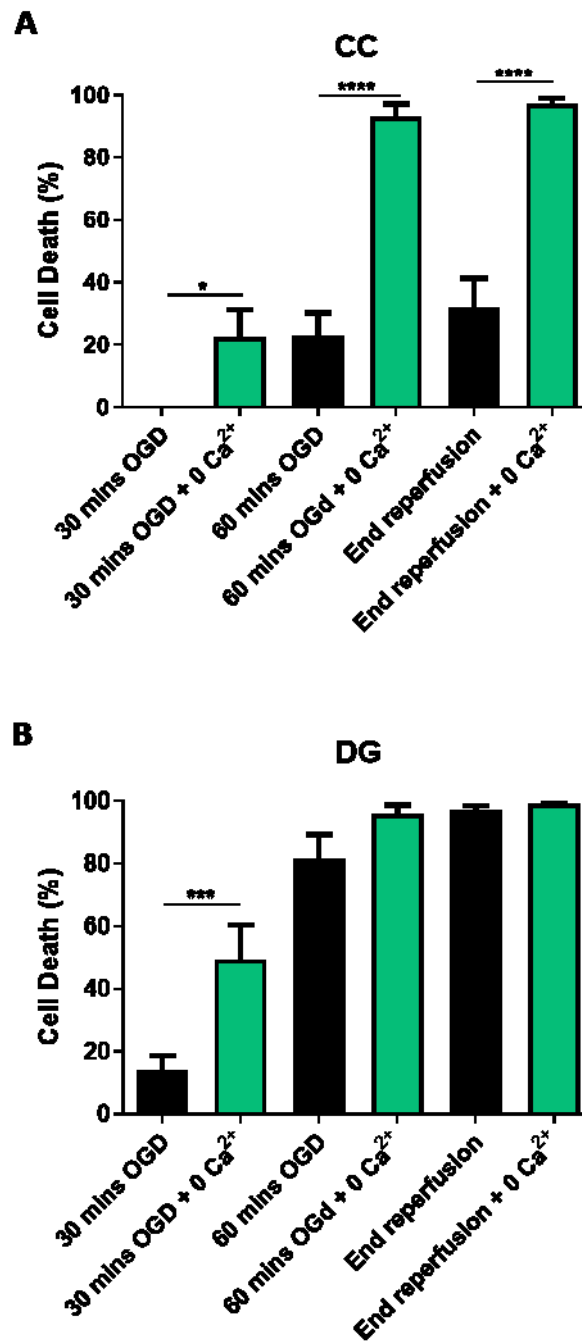 A
CC
Cell Death (%)
100
80
60
40
20
0
*
****
****
30 mins OGD
30 mins OGD + 0 Ca²⁺
60 mins OGD
60 mins OGd + 0 Ca²⁺
End reperfusion
End reperfusion + 0 Ca²⁺
B
DG
Cell Death (%)
100
80
60
40
20
0
***
30 mins OGD
30 mins OGD + 0 Ca²⁺
60 mins OGD
60 mins OGd + 0 Ca²⁺
End reperfusion
End reperfusion + 0 Ca²⁺